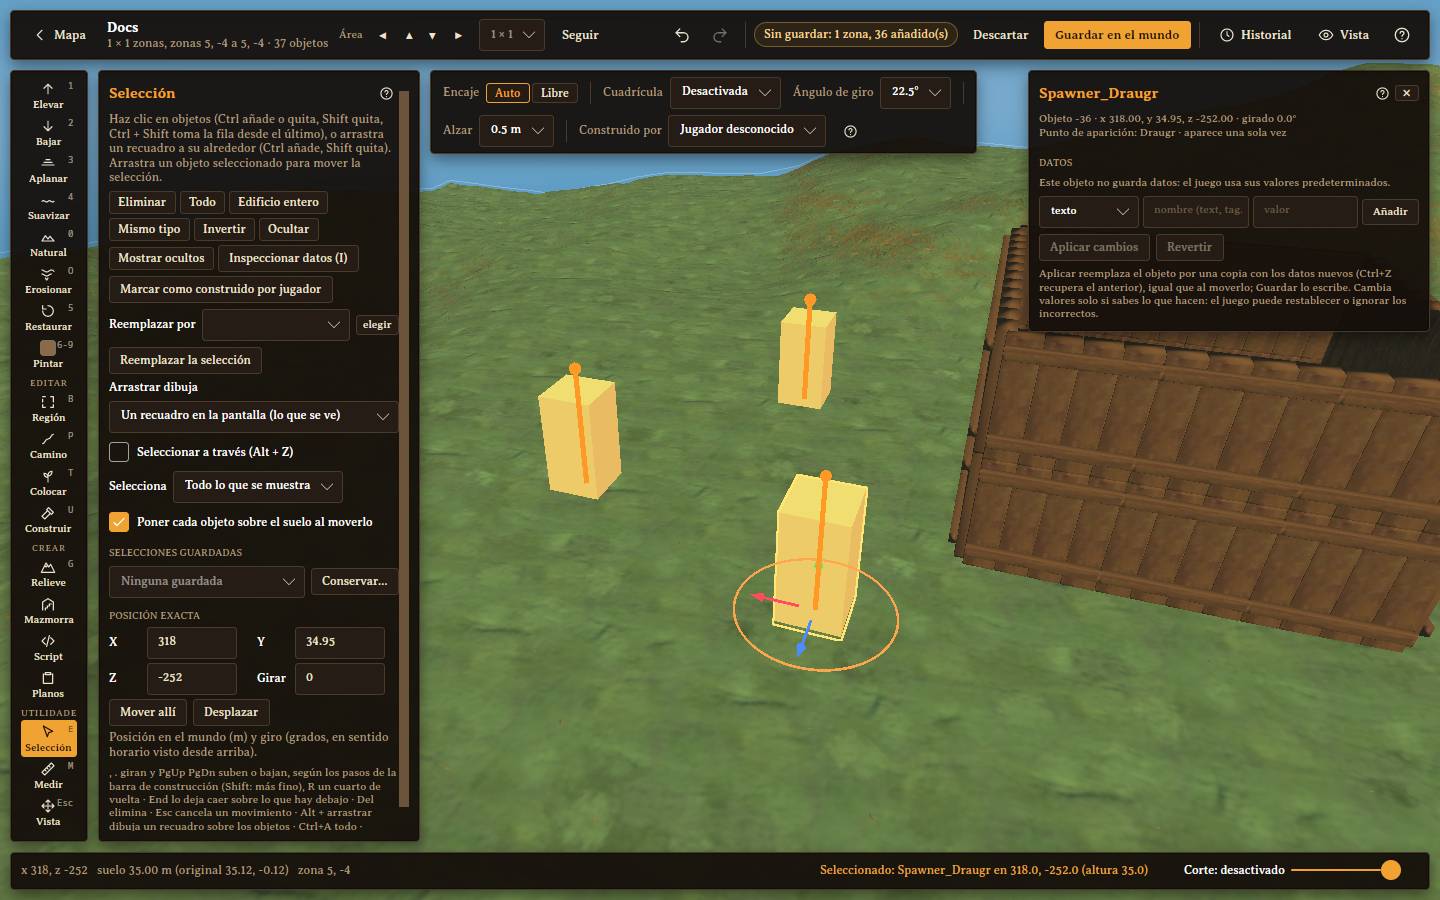 Mapa
Docs
1 × 1 zonas, zonas 5, -4 a 5, -4 · 37 objetos
Área
1 × 1
Seguir
Sin guardar: 1 zona, 36 añadido(s)
Descartar
Guardar en el mundo
Historial
Vista
1
Elevar
2
Bajar
3
Aplanar
4
Suavizar
0
Natural
O
Erosionar
5
Restaurar
6-9
Pintar
EDITAR
B
Región
P
Camino
T
Colocar
U
Construir
CREAR
G
Relieve
Mazmorra
Script
Planos
UTILIDADE
E
Selección
M
Medir
Esc
Vista
Selección
Haz clic en objetos (Ctrl añade o quita, Shift quita,
Ctrl + Shift toma la fila desde el último), o arrastra
un recuadro a su alrededor (Ctrl añade, Shift quita).
Arrastra un objeto seleccionado para mover la
selección.
Eliminar
Todo
Edificio entero
Mismo tipo
Invertir
Ocultar
Mostrar ocultos
Inspeccionar datos (I)
Marcar como construido por jugador
Reemplazar por
elegir
Reemplazar la selección
Arrastrar dibuja
Un recuadro en la pantalla (lo que se ve)
Seleccionar a través (Alt + Z)
Selecciona
Todo lo que se muestra
Poner cada objeto sobre el suelo al moverlo
SELECCIONES GUARDADAS
Ninguna guardada
Conservar...
POSICIÓN EXACTA
X
318
Y
34.95
Z
-252
Girar
0
Mover allí
Desplazar
Posición en el mundo (m) y giro (grados, en sentido
horario visto desde arriba).
, . giran y PgUp PgDn suben o bajan, según los pasos de la
barra de construcción (Shift: más fino), R un cuarto de
vuelta · End lo deja caer sobre lo que hay debajo · Del
elimina · Esc cancela un movimiento · Alt + arrastrar
dibuja un recuadro sobre los objetos · Ctrl+A todo ·
Encaje
Auto
Libre
Cuadrícula
Desactivada
Ángulo de giro
22.5°
Alzar
0.5 m
Construido por
Jugador desconocido
Spawner_Draugr
Objeto -36 · x 318.00, y 34.95, z -252.00 · girado 0.0°
Punto de aparición: Draugr · aparece una sola vez
DATOS
Este objeto no guarda datos: el juego usa sus valores predeterminados.
texto
nombre (text, tag.
valor
Añadir
Aplicar cambios
Revertir
Aplicar reemplaza el objeto por una copia con los datos nuevos (Ctrl+Z
recupera el anterior), igual que al moverlo; Guardar lo escribe. Cambia
valores solo si sabes lo que hacen: el juego puede restablecer o ignorar los
incorrectos.
x 318, z -252 suelo 35.00 m (original 35.12, -0.12) zona 5, -4
Seleccionado: Spawner_Draugr en 318.0, -252.0 (altura 35.0)
Corte: desactivado